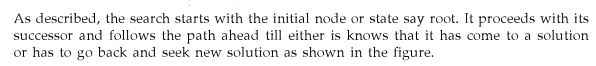 As described, the search starts with the initial node or state say root. It proceeds with its
successor and follows the path ahead till either is knows that it has come to a solution
or has to go back and seek new solution as shown in the figure.